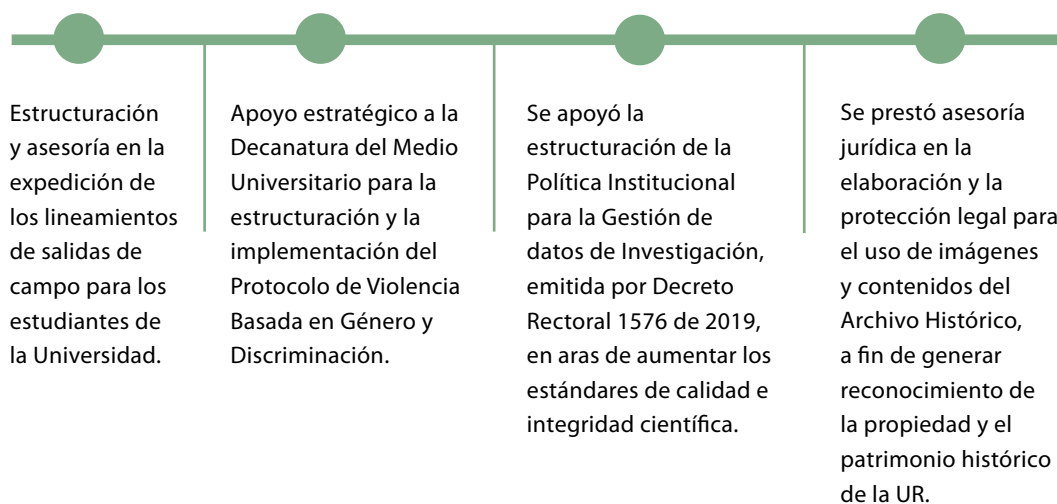 Estructuración
y asesoría en la
expedición de
los lineamientos
de salidas de
campo para los
estudiantes de
la Universidad.
Apoyo estratégico a la
Decanatura del Medio
Universitario para la
estructuración y la
implementación del
Protocolo de Violencia
Basada en Género y
Discriminación.
Se apoyó la
estructuración de la
Política Institucional
para la Gestión de
datos de Investigación,
emitida por Decreto
Rectoral 1576 de 2019,
en aras de aumentar los
estándares de calidad e
integridad científica.
Se prestó asesoría
jurídica en la
elaboración y la
protección legal para
el uso de imágenes
y contenidos del
Archivo Histórico,
a fin de generar
reconocimiento de
la propiedad y el
patrimonio histórico
de la UR.